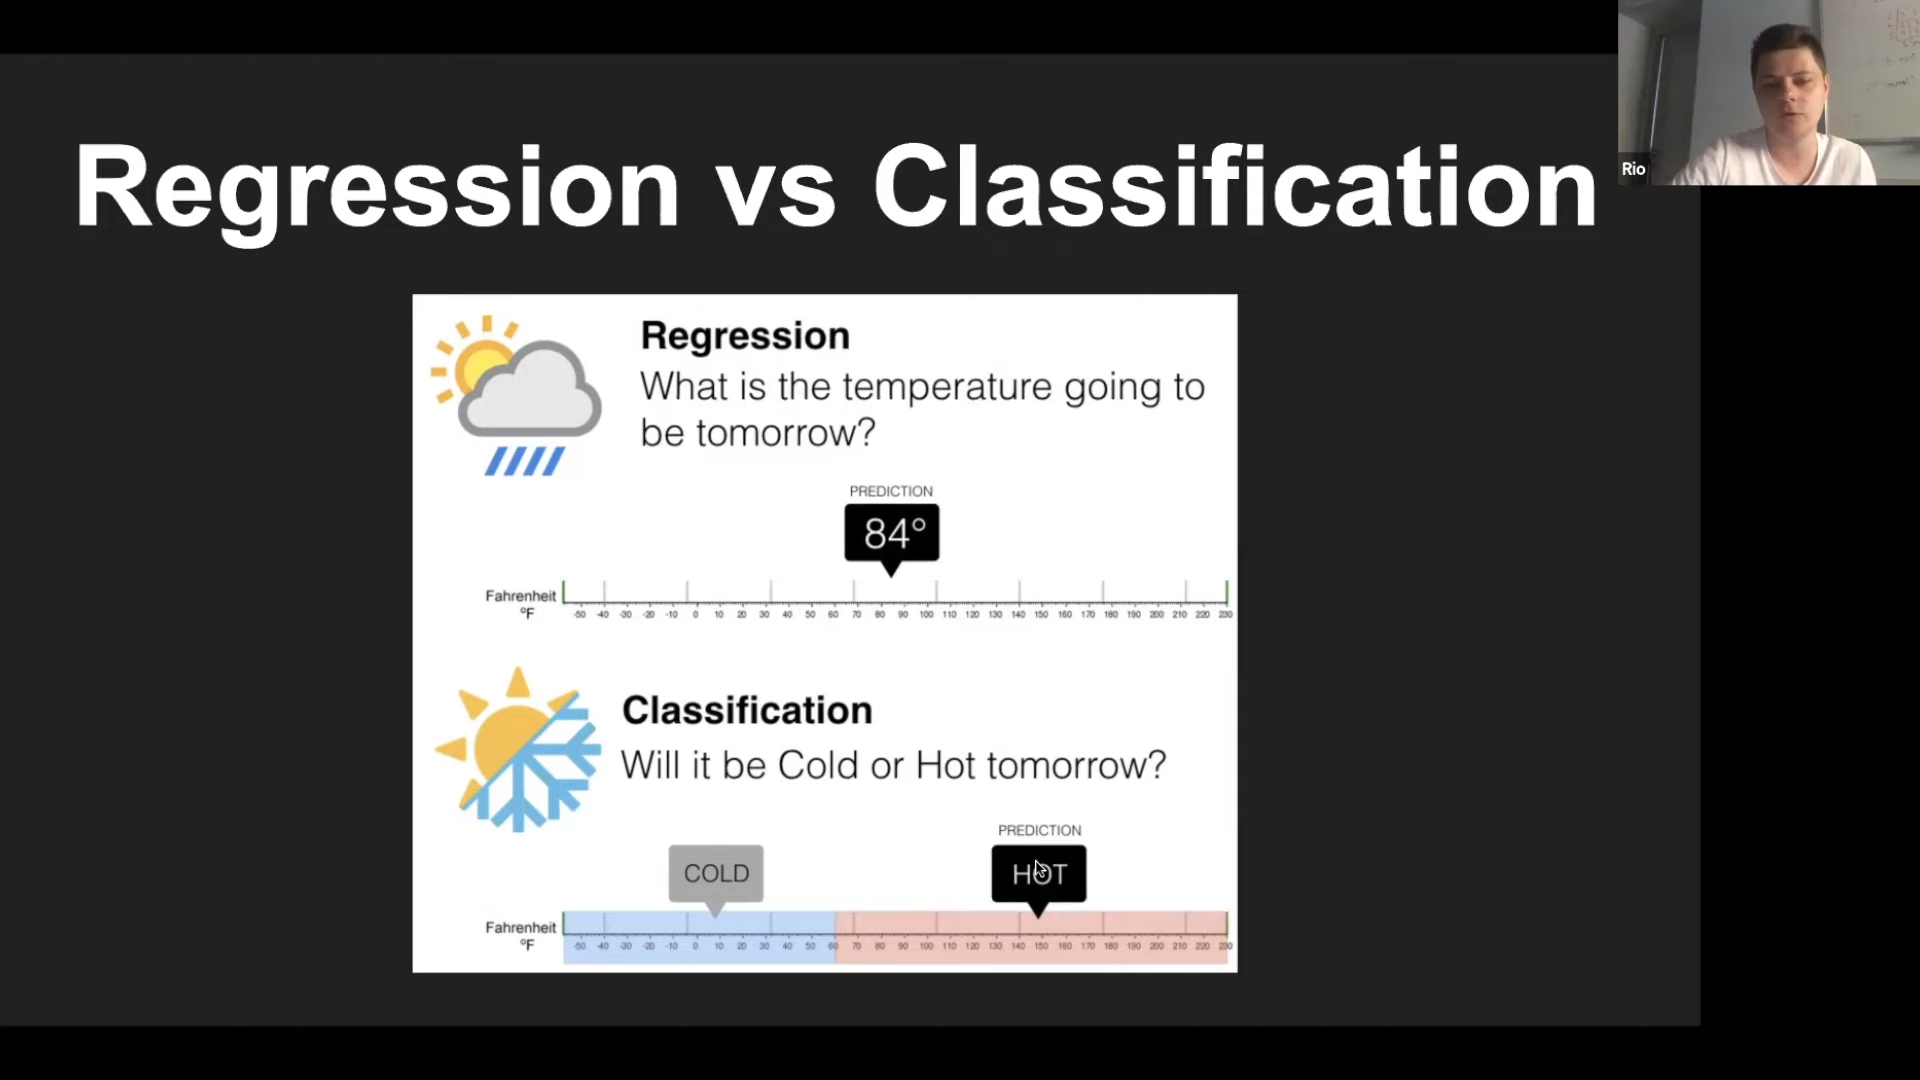 Regression vs Classification
Rio
Regression
What is the temperature going to
be tomorrow?
PREDICTION
84°
Fahrenheit
ºF
-50 -40 -30 -20 -10 0 10 20 30 40 50 60 70 80 90 100 110 120 130 140 150 160 170 180 190 200 210 220 230
Classification
Will it be Cold or Hot tomorrow?
PREDICTION
COLD
HOT
Fahrenheit
ºF
-50 -40 -30 -20 -10 0 10 20 30 40 50 60 70 80 90 100 110 120 130 140 150 160 170 180 190 200 210 220 230